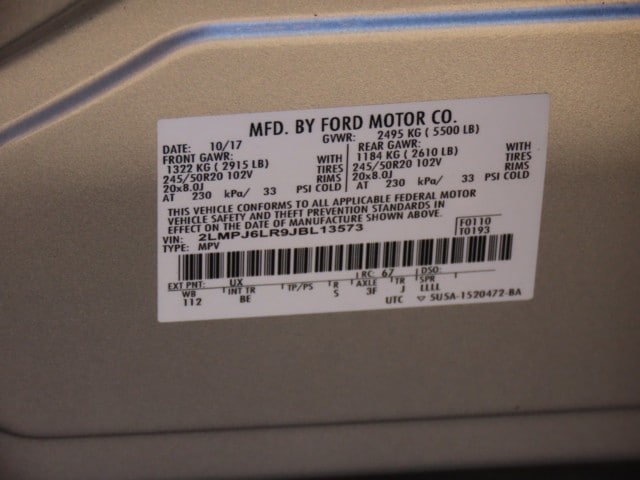 MFD. BY FORD MOTOR CO.
DATE: 10/17 GVWR: 2495 KG ( 5500 LB)
FRONT GAWR: WITH REAR GAWR: WITH
1322 KG ( 2915 LB) TIRES 1184 KG ( 2610 LB) TIRES
245/50R20 102V RIMS 245/50R20 102V RIMS
20x8.0J 20x8.0J
AT 230 kPa/ 33 PSI COLD AT 230 kPa/ 33 PSI COLD
THIS VEHICLE CONFORMS TO ALL APPLICABLE FEDERAL MOTOR
VEHICLE SAFETY AND THEFT PREVENTION STANDARDS IN
EFFECT ON THE DATE OF MANUFACTURE SHOWN ABOVE.
VIN: 2LMPJ6LR9JBL13573 F0110
TYPE: MPV T0193
EXT PNT: UX RC: 67 DSO:
WB INT TR TP/PS R AXLE TR SPR
112 BE S 3F J LLLL
UTC 5U5A-1520472-BA